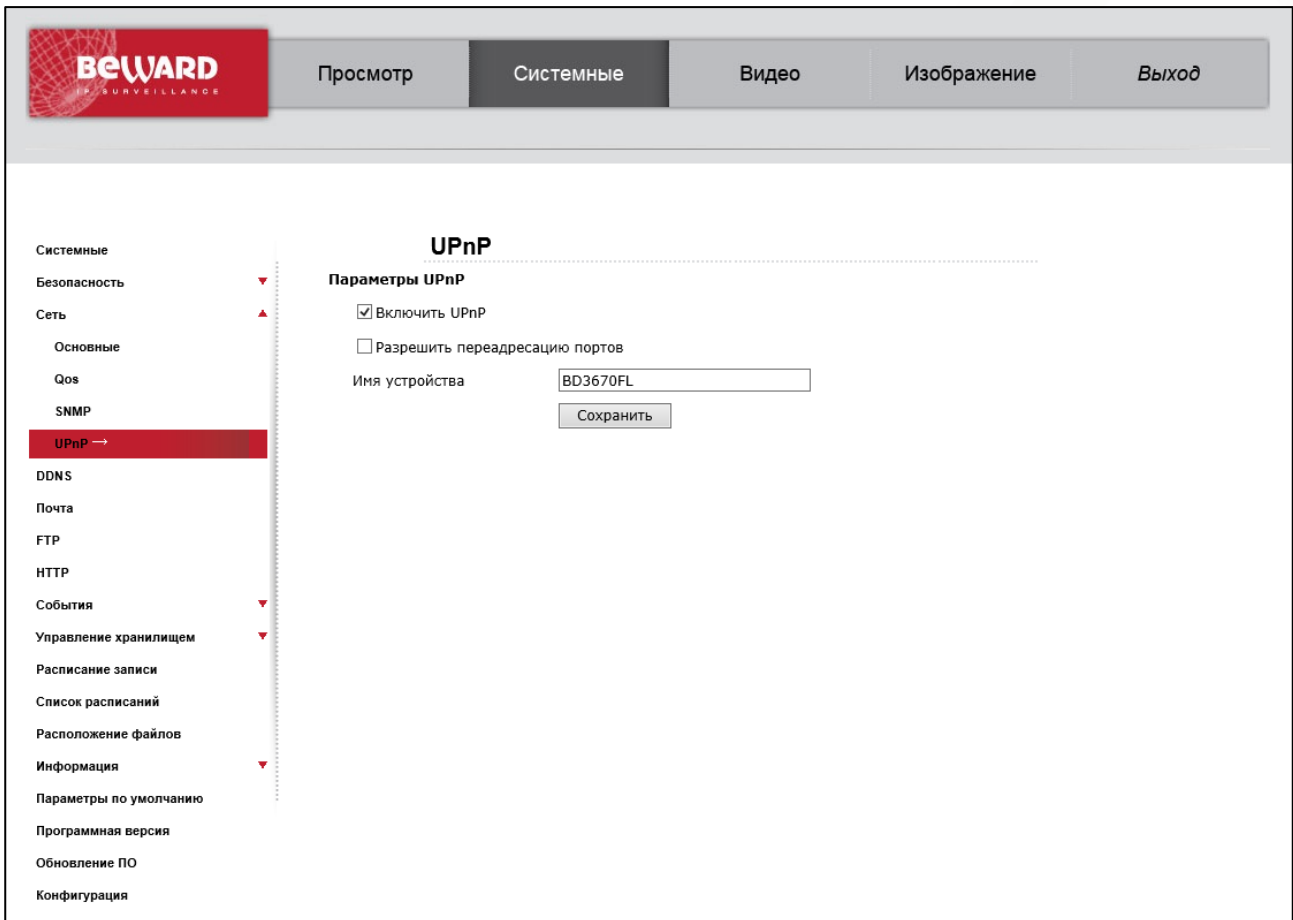 BEWARD
IP SURVEILLANCE
Просмотр
Системные
Видео
Изображение
Выход
Системные
Безопасность
Сеть
Основные
Qos
SNMP
UPnP →
DDNS
Почта
FTP
HTTP
События
Управление хранилищем
Расписание записи
Список расписаний
Расположение файлов
Информация
Параметры по умолчанию
Программная версия
Обновление ПО
Конфигурация
UPnP
Параметры UPnP
Включить UPnP
Разрешить переадресацию портов
Имя устройства BD3670FL
Сохранить